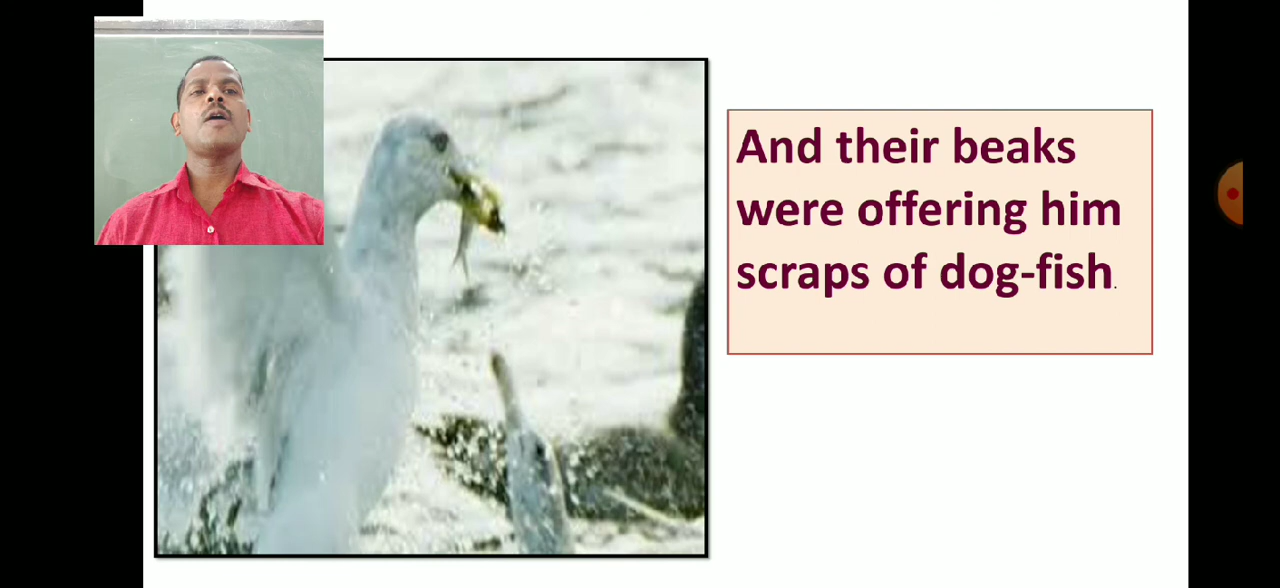 And their beaks
were offering him
scraps of dog-fish.